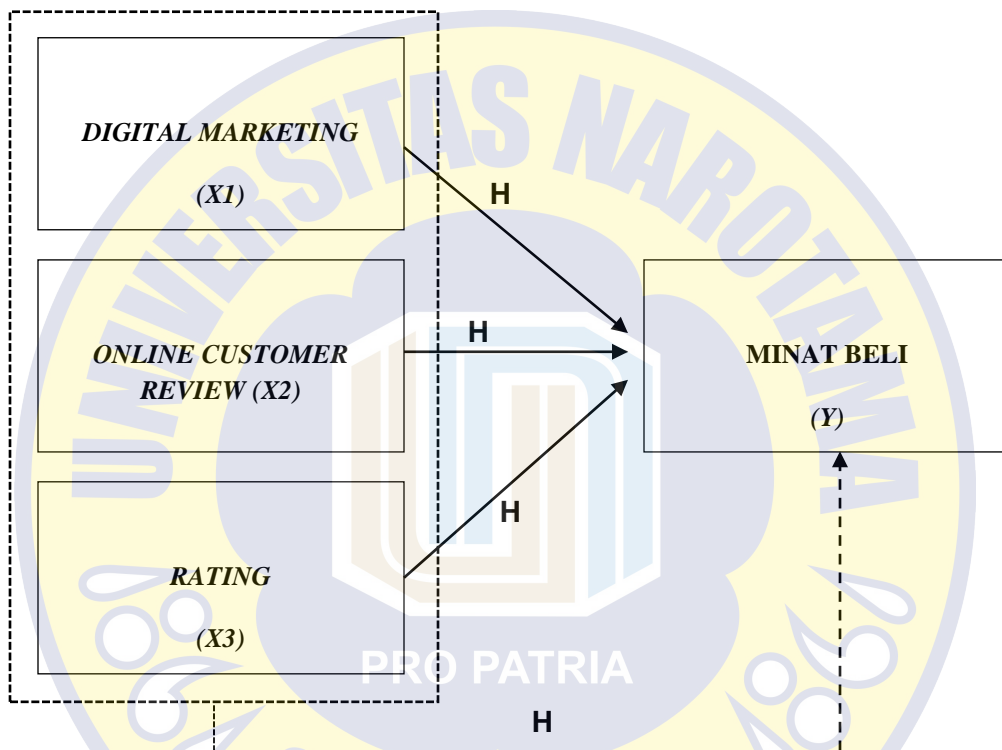 UNIVERSITAS NAROTAMA
DIGITAL MARKETING
(X1)
H
ONLINE CUSTOMER
REVIEW (X2)
H
MINAT BELI
(Y)
H
RATING
(X3)
PRO PATRIA
H